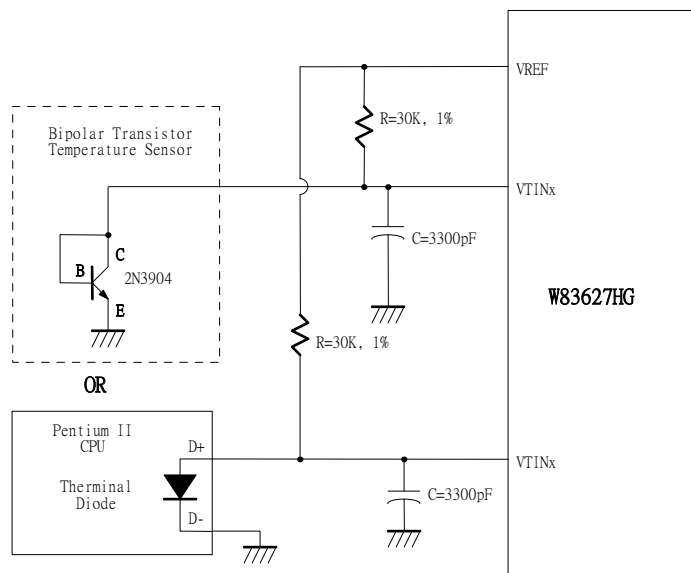 VREF
R=30K, 1%
Bipolar Transistor
Temperature Sensor
VTINx
C
C=3300pF
B
2N3904
E
W83627HG
R=30K, 1%
OR
Pentium II
CPU
D+
VTINx
Therminal
Diode
C=3300pF
D-